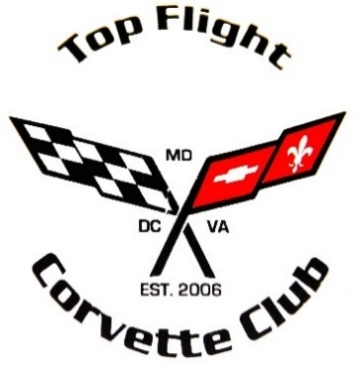 Top Flight
MD
DC VA
EST. 2006
Corvette Club